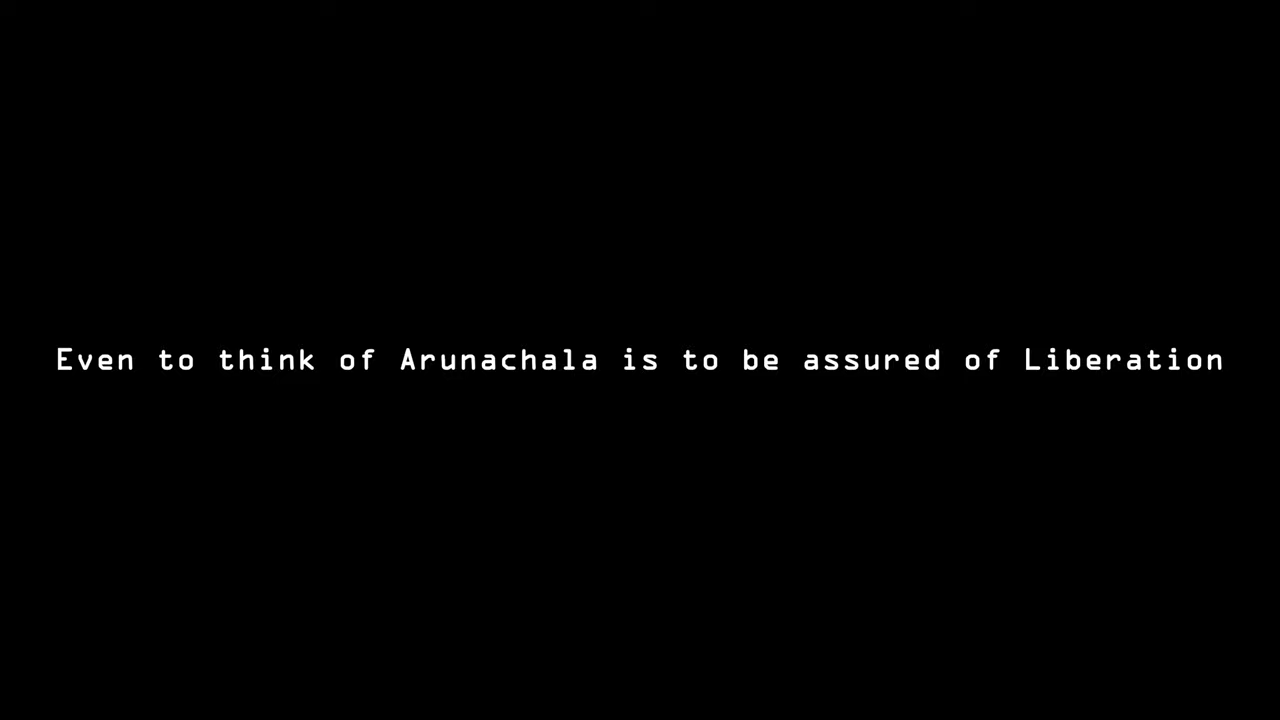 Even to think of Arunachala is to be assured of Liberation